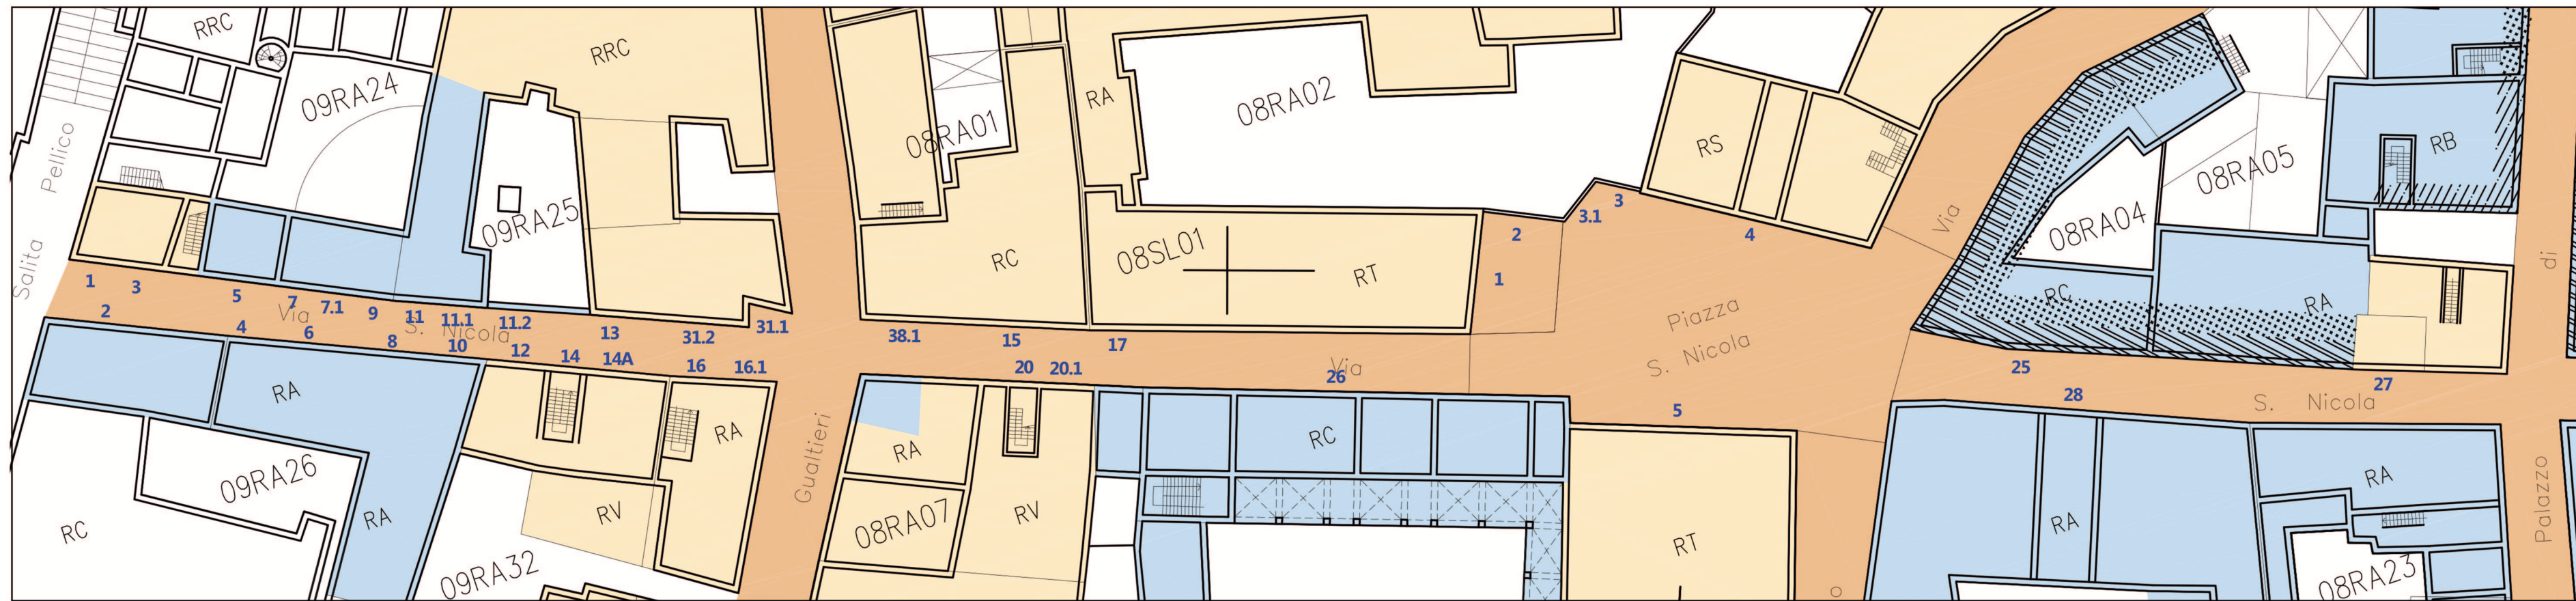 RRC
RRC
09RA24
RA
08RA01
08RA02
RS
08RA05
RB
Salita Pellico
09RA25
RC
08SL01
RT
2
3.1
3
4
Via
08RA04
RC
RA
di
1
3
5
7
7.1
9
11
11.1
11.2
13
31.2
31.1
38.1
15
17
1
Piazza
S. Nicola
2
4
Via
6
8
S. Nicola
10
12
14
14A
16
16.1
20
20.1
Via
26
5
25
28
27
S. Nicola
RA
RA
Gualtieri
RA
RC
RA
09RA26
RC
RA
RV
09RA32
08RA07
RV
RT
RA
08RA23
Palazzo
o